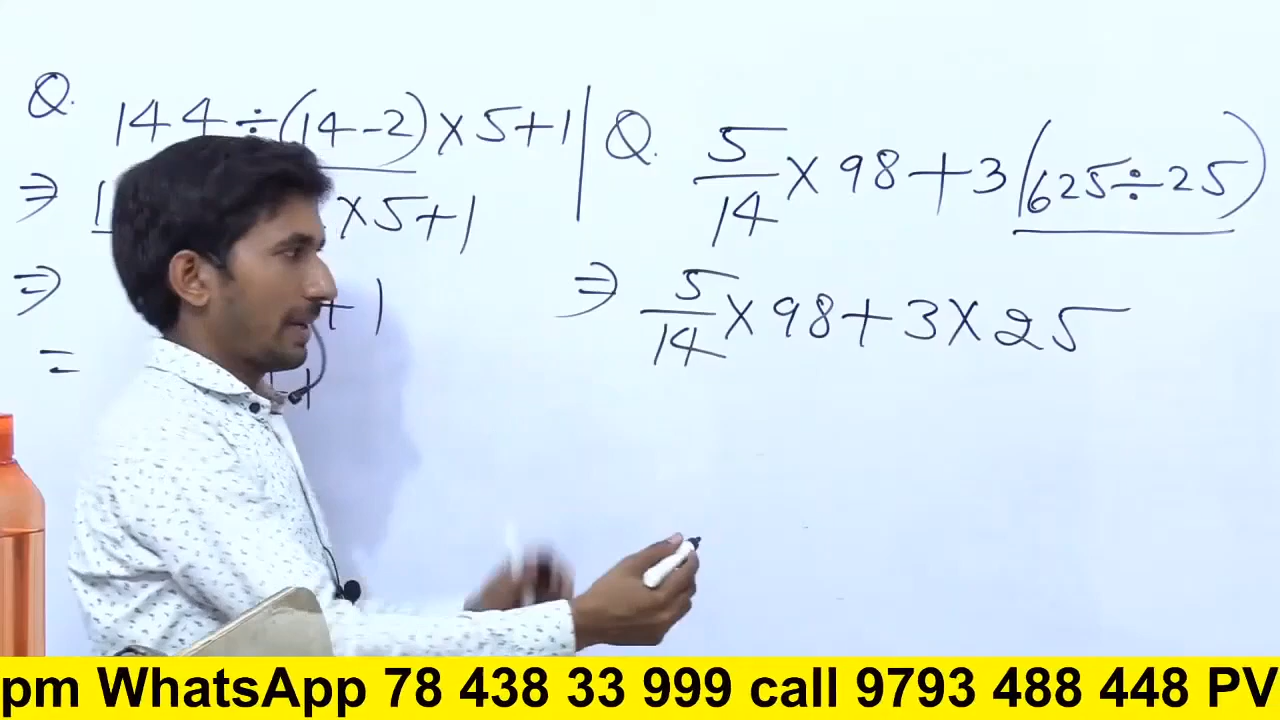 Q. 144÷(14-2)×5+1
⇒ 1 ×5+1
⇒ +1
=
Q. 5/14×98+3(625÷25)
⇒ 5/14×98+3×25
pm WhatsApp 78 438 33 999 call 9793 488 448 PV